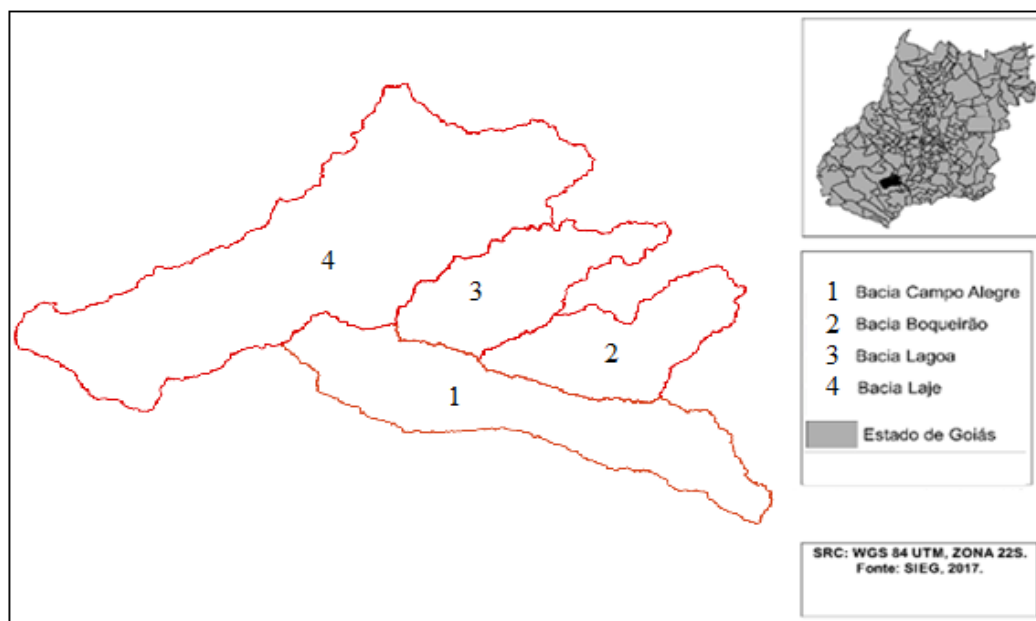 4
3
2
1
1 Bacia Campo Alegre
2 Bacia Boqueirão
3 Bacia Lagoa
4 Bacia Laje
Estado de Goiás
SRC: WGS 84 UTM, ZONA 22S.
Fonte: SIEG, 2017.